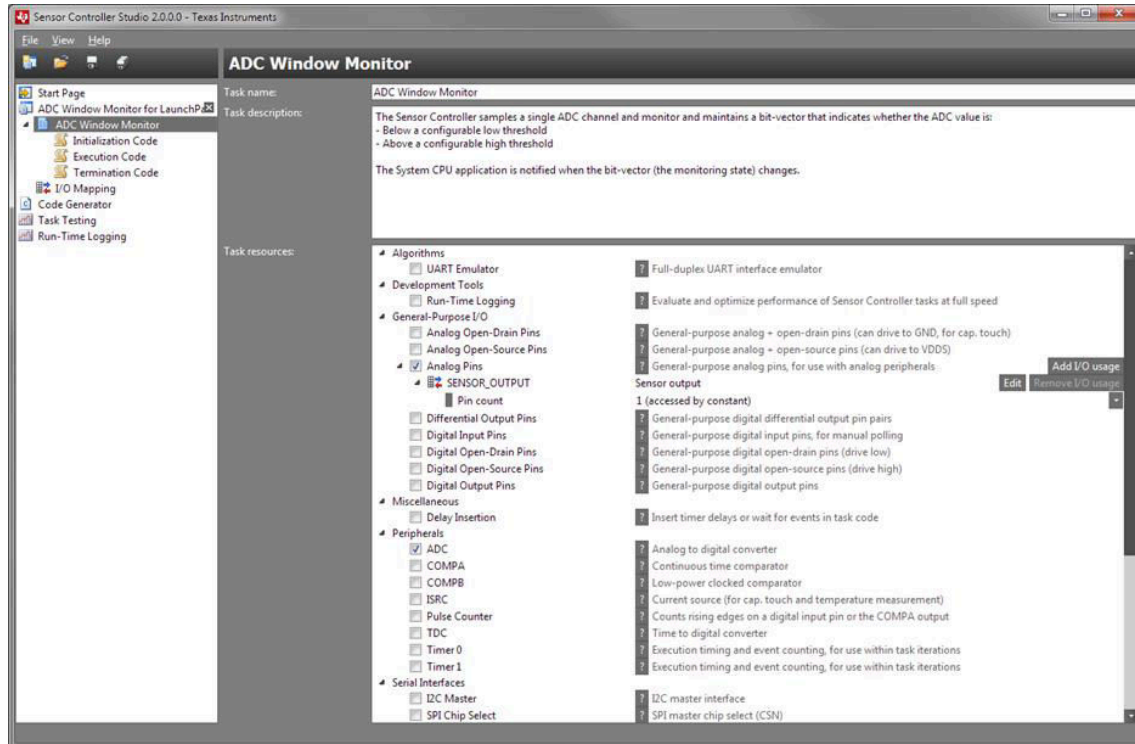 Sensor Controller Studio 2.0.0.0 - Texas Instruments
File View Help
ADC Window Monitor
Start Page
ADC Window Monitor for LaunchPa
ADC Window Monitor
Initialization Code
Execution Code
Termination Code
I/O Mapping
Code Generator
Task Testing
Run-Time Logging
Task name: ADC Window Monitor
Task description: The Sensor Controller samples a single ADC channel and monitor and maintains a bit-vector that indicates whether the ADC value is:
- Below a configurable low threshold
- Above a configurable high threshold
The System CPU application is notified when the bit-vector (the monitoring state) changes.
Task resources:
Algorithms
UART Emulator ? Full-duplex UART interface emulator
Development Tools
Run-Time Logging ? Evaluate and optimize performance of Sensor Controller tasks at full speed
General-Purpose I/O
Analog Open-Drain Pins ? General-purpose analog + open-drain pins (can drive to GND, for cap. touch)
Analog Open-Source Pins ? General-purpose analog + open-source pins (can drive to VDDS)
Analog Pins ? General-purpose analog pins, for use with analog peripherals Add I/O usage
SENSOR_OUTPUT Sensor output Edit Remove I/O usage
Pin count 1 (accessed by constant)
Differential Output Pins ? General-purpose digital differential output pin pairs
Digital Input Pins ? General-purpose digital input pins, for manual polling
Digital Open-Drain Pins ? General-purpose digital open-drain pins (drive low)
Digital Open-Source Pins ? General-purpose digital open-source pins (drive high)
Digital Output Pins ? General-purpose digital output pins
Miscellaneous
Delay Insertion ? Insert timer delays or wait for events in task code
Peripherals
ADC ? Analog to digital converter
COMPA ? Continuous time comparator
COMPB ? Low-power clocked comparator
ISRC ? Current source (for cap. touch and temperature measurement)
Pulse Counter ? Counts rising edges on a digital input pin or the COMPA output
TDC ? Time to digital converter
Timer 0 ? Execution timing and event counting, for use within task iterations
Timer 1 ? Execution timing and event counting, for use within task iterations
Serial Interfaces
I2C Master ? I2C master interface
SPI Chip Select ? SPI master chip select (CSN)